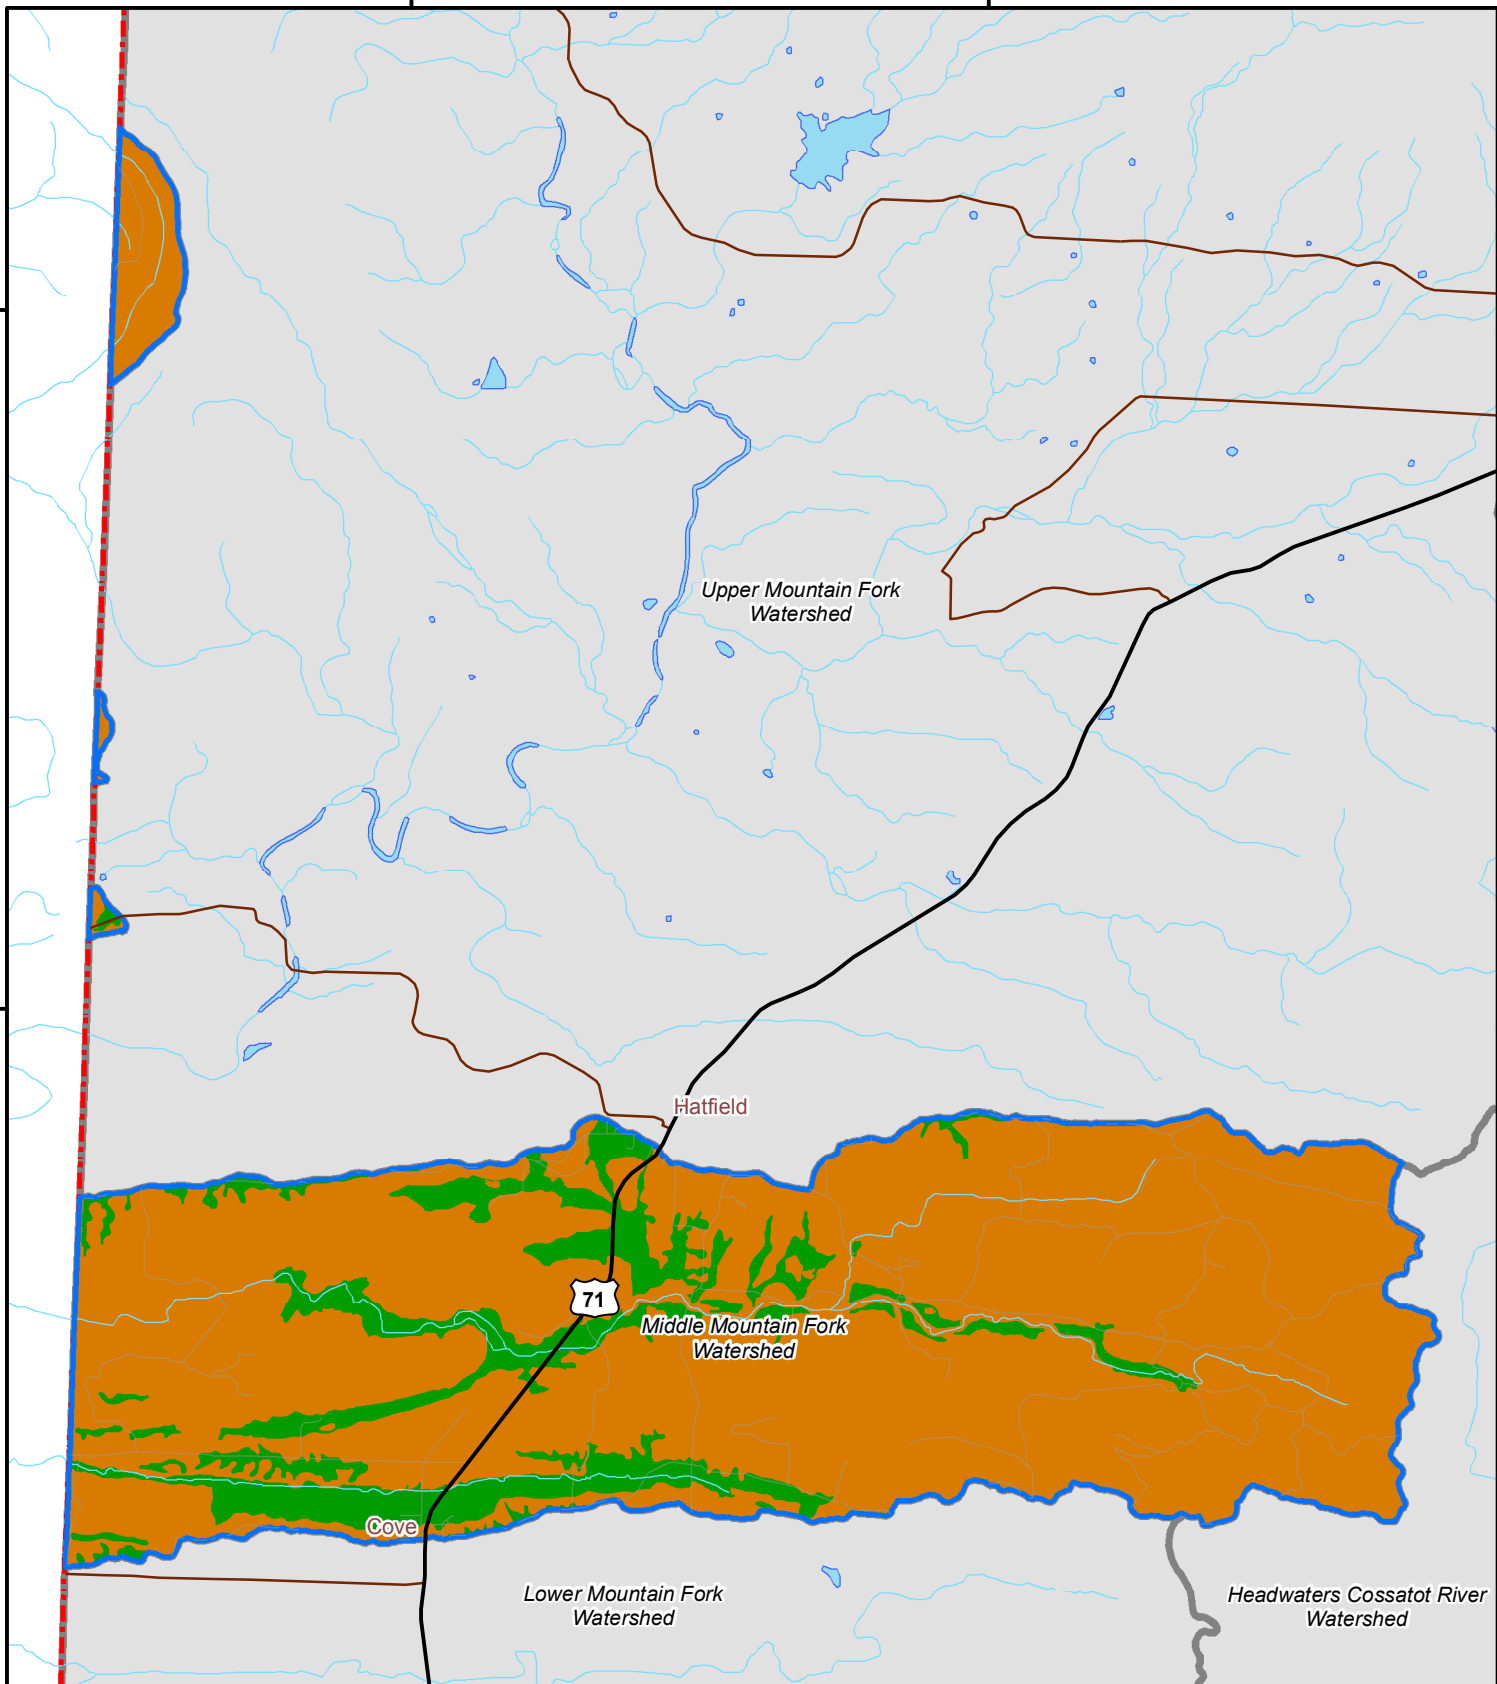 Upper Mountain Fork
Watershed
Hatfield
71
Middle Mountain Fork
Watershed
Cove
Lower Mountain Fork
Watershed
Headwaters Cossatot River
Watershed